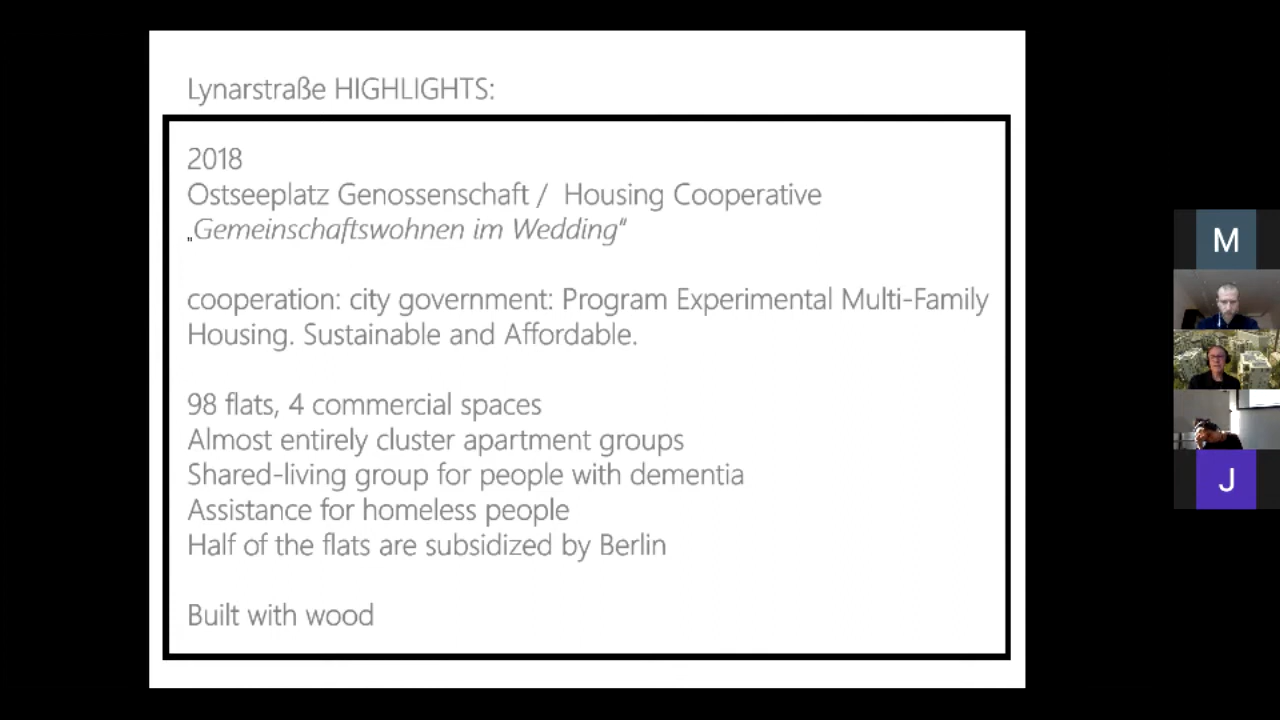 Lynarstraße HIGHLIGHTS:
2018
Ostseeplatz Genossenschaft / Housing Cooperative
„Gemeinschaftswohnen im Wedding“
cooperation: city government: Program Experimental Multi-Family
Housing. Sustainable and Affordable.
98 flats, 4 commercial spaces
Almost entirely cluster apartment groups
Shared-living group for people with dementia
Assistance for homeless people
Half of the flats are subsidized by Berlin
Built with wood
M
J